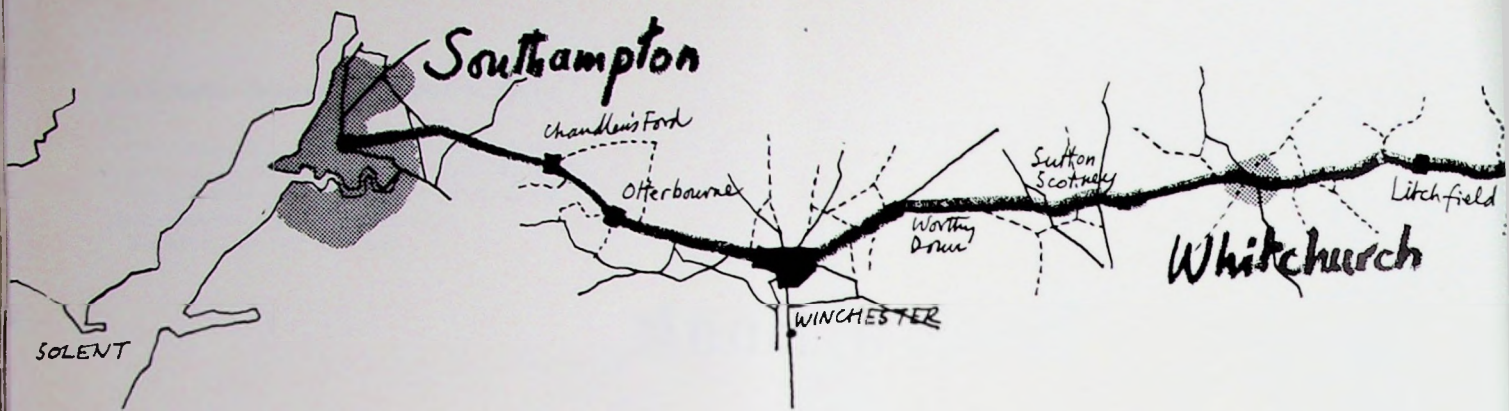 Southampton
Chandler's Ford
Otterbourne
Sutton
Scotney
Litchfield
Worthy
Down
Whitchurch
WINCHESTER
SOLENT